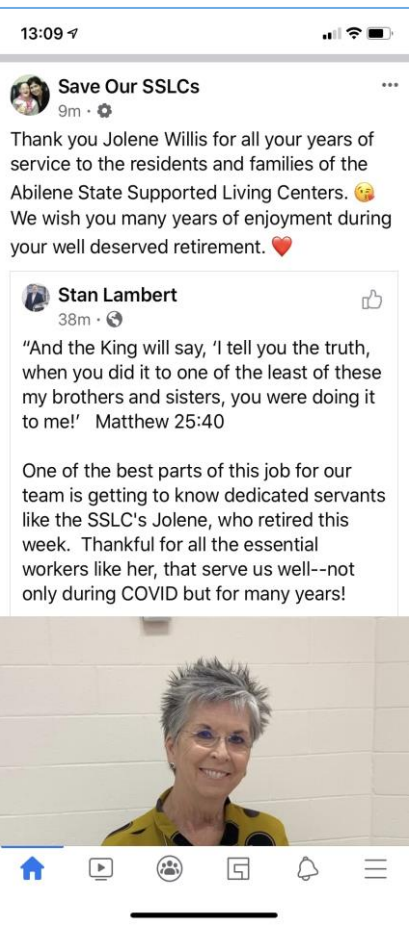 13:09
Save Our SSLCs
9m ·
Thank you Jolene Willis for all your years of
service to the residents and families of the
Abilene State Supported Living Centers. 😘
We wish you many years of enjoyment during
your well deserved retirement. ❤️
Stan Lambert
38m ·
"And the King will say, ‘I tell you the truth,
when you did it to one of the least of these
my brothers and sisters, you were doing it
to me!’ Matthew 25:40
One of the best parts of this job for our
team is getting to know dedicated servants
like the SSLC's Jolene, who retired this
week. Thankful for all the essential
workers like her, that serve us well--not
only during COVID but for many years!